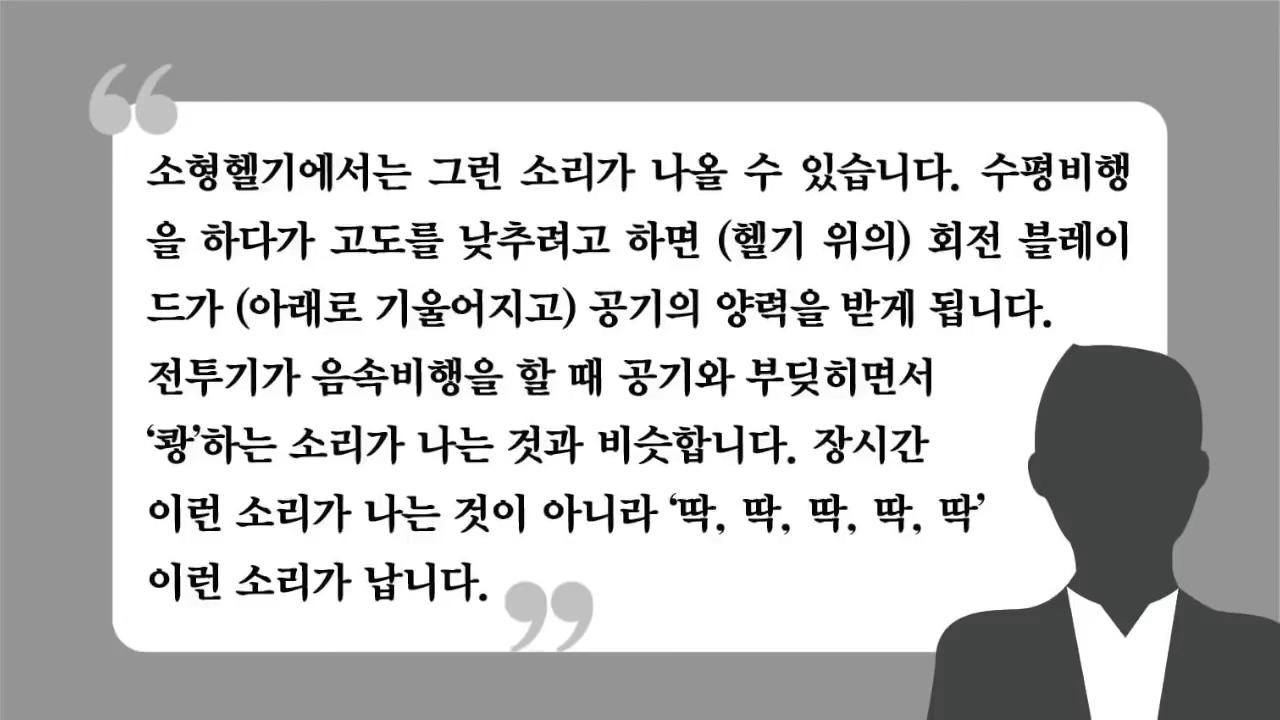 소형헬기에서는 그런 소리가 나올 수 있습니다. 수평비행
을 하다가 고도를 낮추려고 하면 (헬기 위의) 회전 블레이
드가 (아래로 기울어지고) 공기의 양력을 받게 됩니다.
전투기가 음속비행을 할 때 공기와 부딪히면서
‘쾅’하는 소리가 나는 것과 비슷합니다. 장시간
이런 소리가 나는 것이 아니라 ‘딱, 딱, 딱, 딱, 딱’
이런 소리가 납니다.